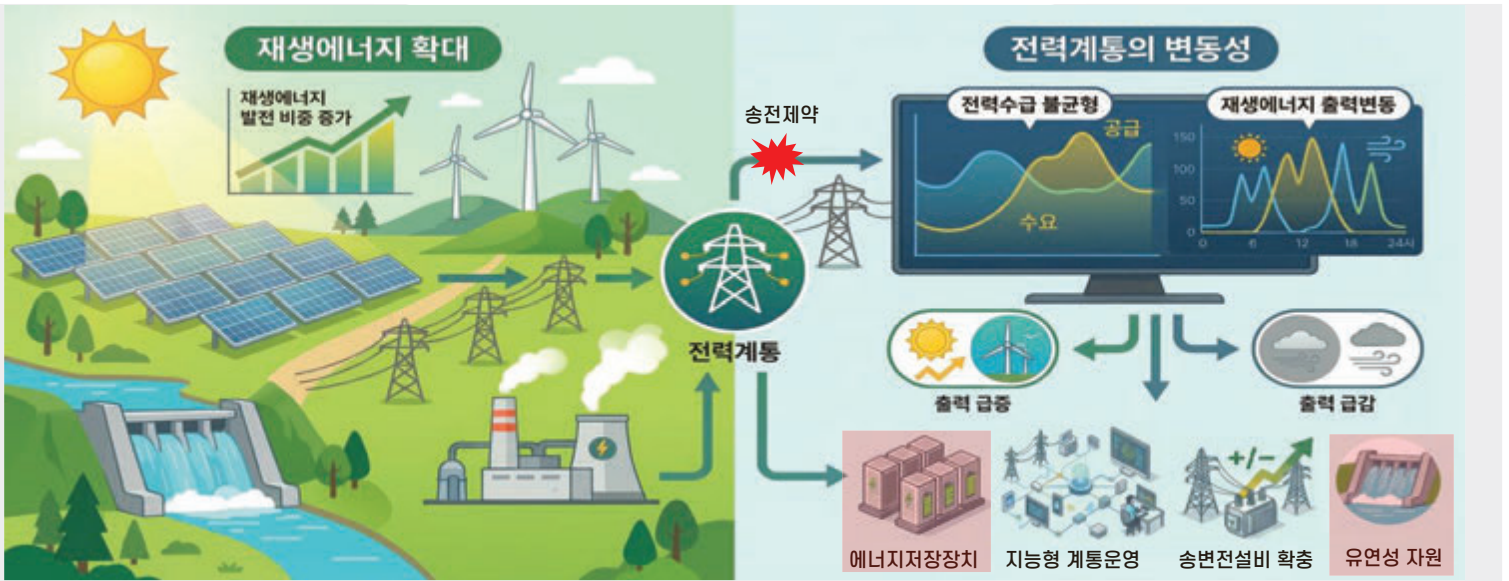 재생에너지 확대
재생에너지
발전 비중 증가
송전제약
전력계통
전력계통의 변동성
전력수급 불균형
공급
수요
재생에너지 출력변동
150
100
50
0
0 6 12 18 24시
출력 급증
출력 급감
+/−
에너지저장장치
지능형 계통운영
송변전설비 확충
유연성 자원